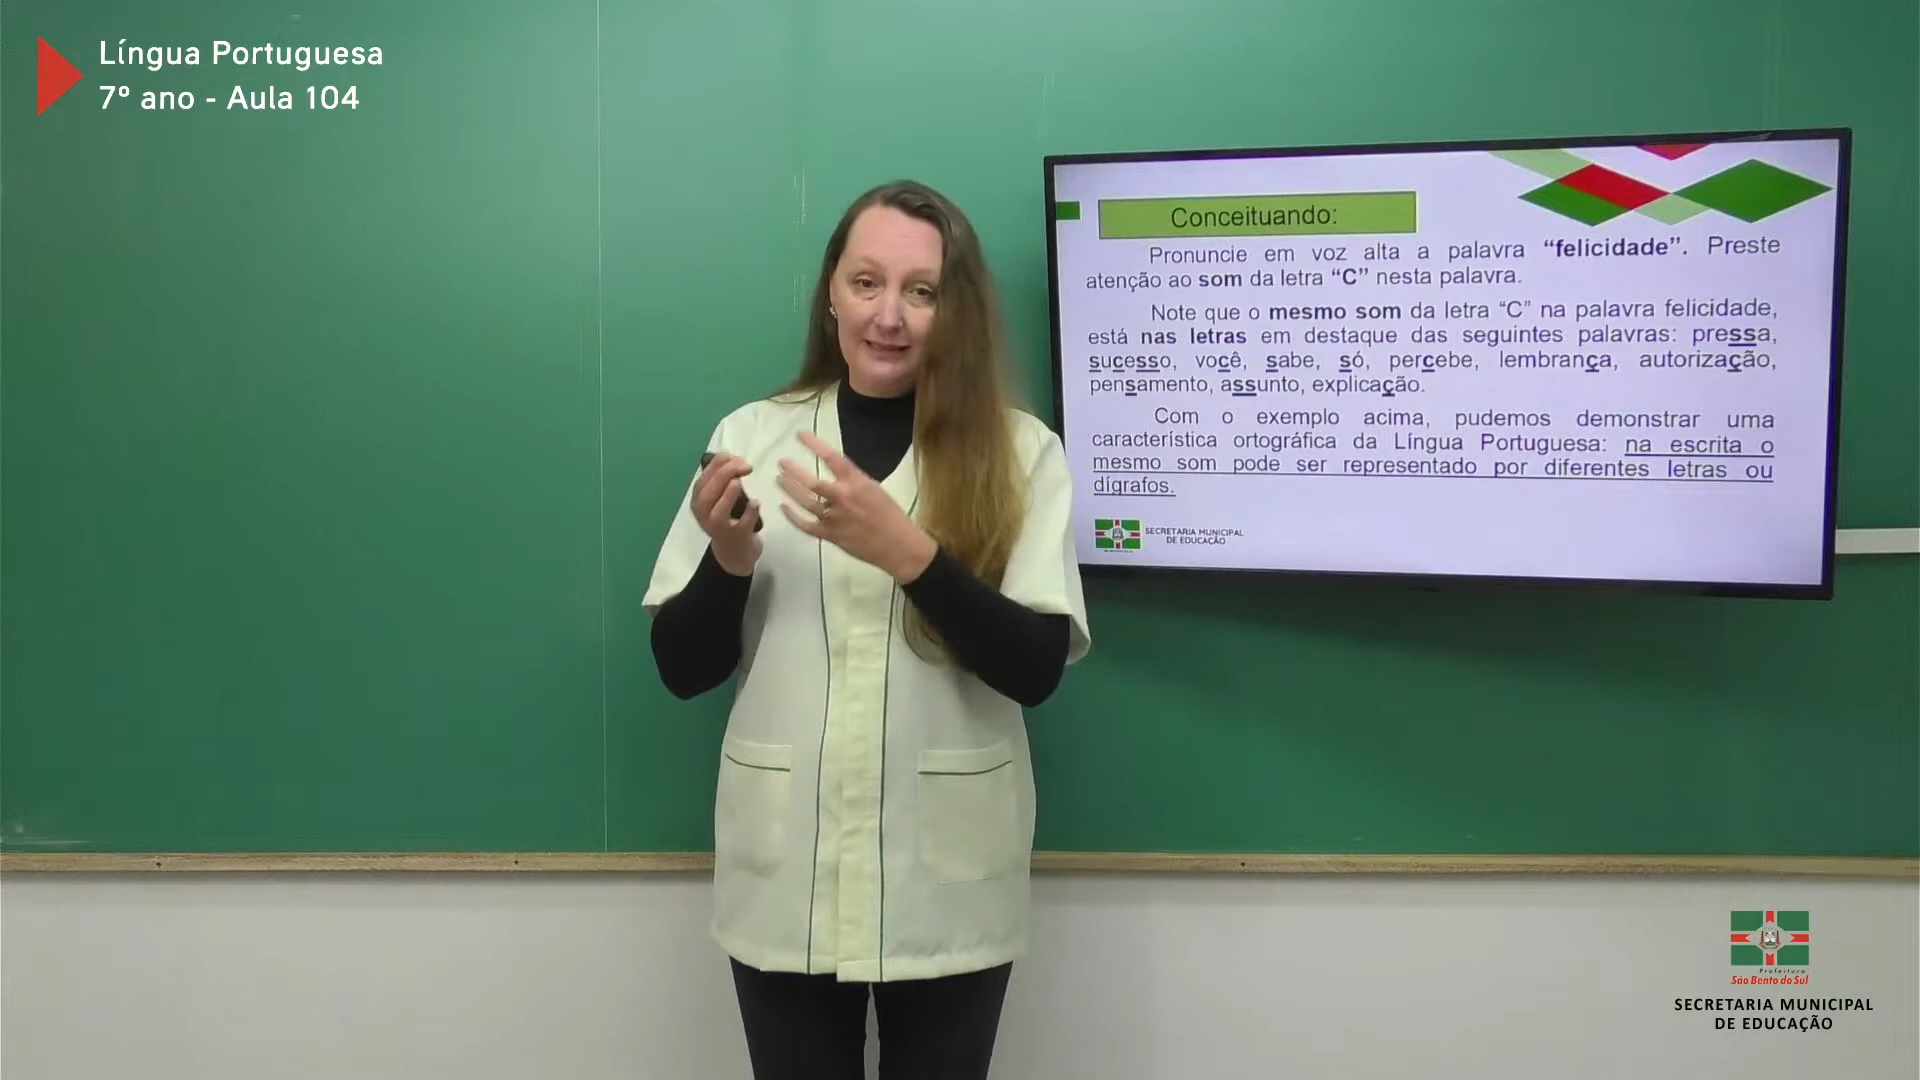 Língua Portuguesa
7º ano - Aula 104
Conceituando:
Pronuncie em voz alta a palavra “felicidade”. Preste
atenção ao som da letra “C” nesta palavra.
Note que o mesmo som da letra “C” na palavra felicidade,
está nas letras em destaque das seguintes palavras: pressa,
sucesso, você, sabe, só, percebe, lembrança, autorização,
pensamento, assunto, explicação.
Com o exemplo acima, pudemos demonstrar uma
característica ortográfica da Língua Portuguesa: na escrita o
mesmo som pode ser representado por diferentes letras ou
dígrafos.
SECRETARIA MUNICIPAL
DE EDUCAÇÃO
Prefeitura
São Bento do Sul
SECRETARIA MUNICIPAL
DE EDUCAÇÃO